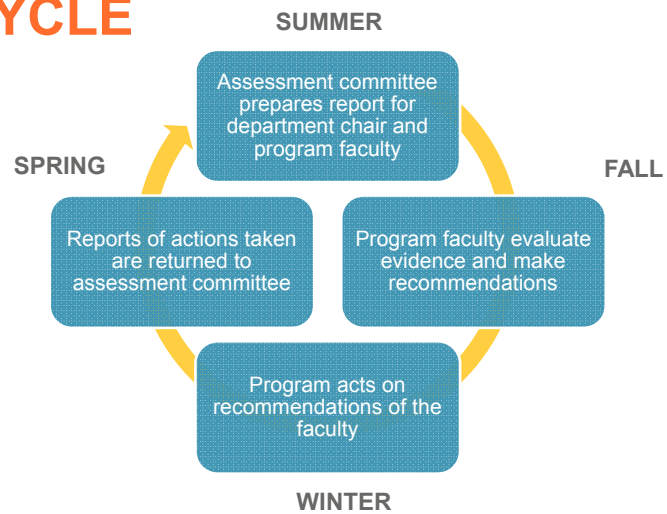 YCLE
SUMMER
Assessment committee
prepares report for
department chair and
program faculty
SPRING
FALL
Reports of actions taken
are returned to
assessment committee
Program faculty evaluate
evidence and make
recommendations
Program acts on
recommendations of the
faculty
WINTER